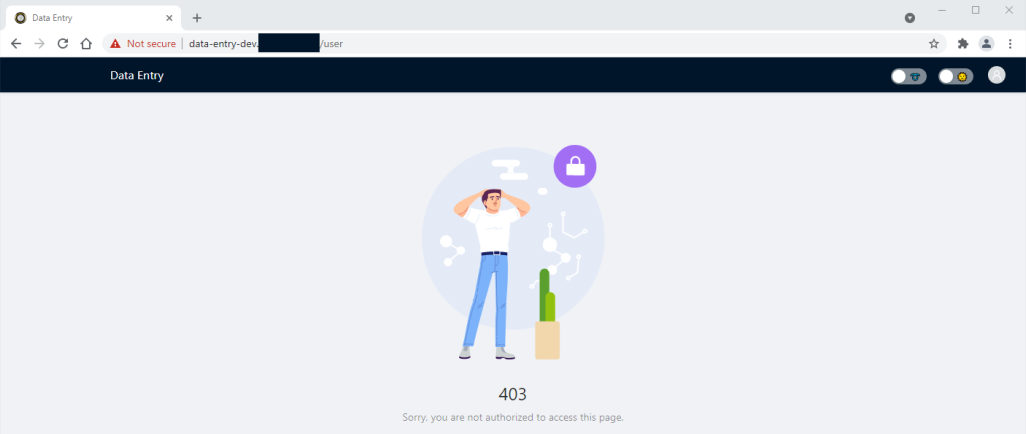 Data Entry
Not secure data-entry-dev. /user
Data Entry
403
Sorry, you are not authorized to access this page.